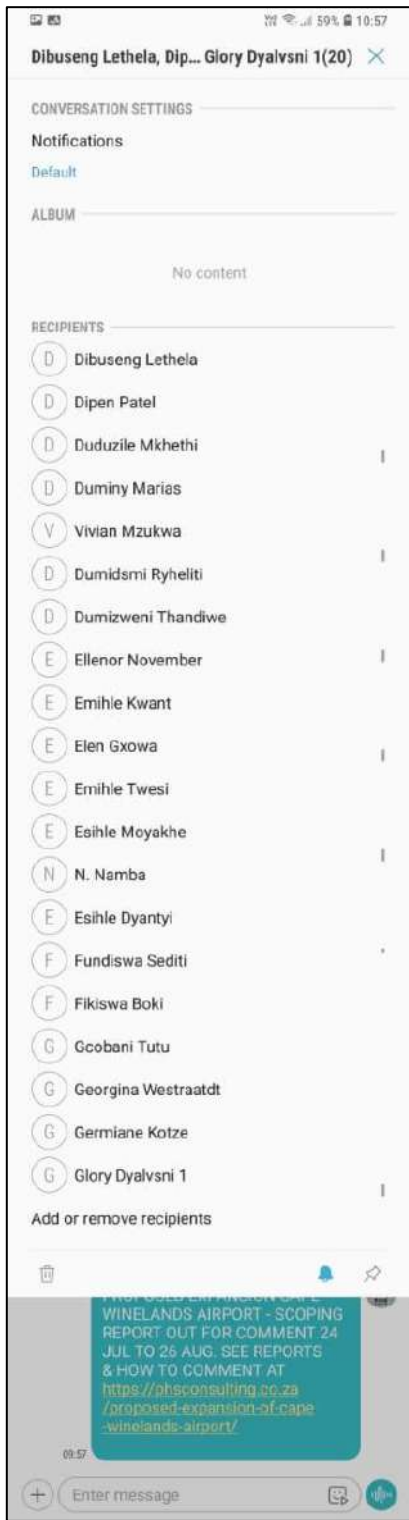 59% 10:57
Dibuseng Lethela, Dip... Glory Dyalvsni 1(20)
CONVERSATION SETTINGS
Notifications
Default
ALBUM
No content
RECIPIENTS
D Dibuseng Lethela
D Dipen Patel
D Duduzile Mkhethi
D Duminy Marias
V Vivian Mzukwa
D Dumidsmi Ryheliti
D Dumizweni Thandiwe
E Ellenor November
E Emihle Kwant
E Elen Gxowa
E Emihle Twesi
E Esihle Moyakhe
N N. Namba
E Esihle Dyantyi
F Fundiswa Sediti
F Fikiswa Boki
G Gcobani Tutu
G Georgina Westraatdt
G Germiane Kotze
G Glory Dyalvsni 1
Add or remove recipients
PROPOSED EXPANSION CAPE
WINELANDS AIRPORT - SCOPING
REPORT OUT FOR COMMENT 24
JUL TO 26 AUG. SEE REPORTS
& HOW TO COMMENT AT
https://phsconsulting.co.za
/proposed-expansion-of-cape
-winelands-airport/
09:57
Enter message